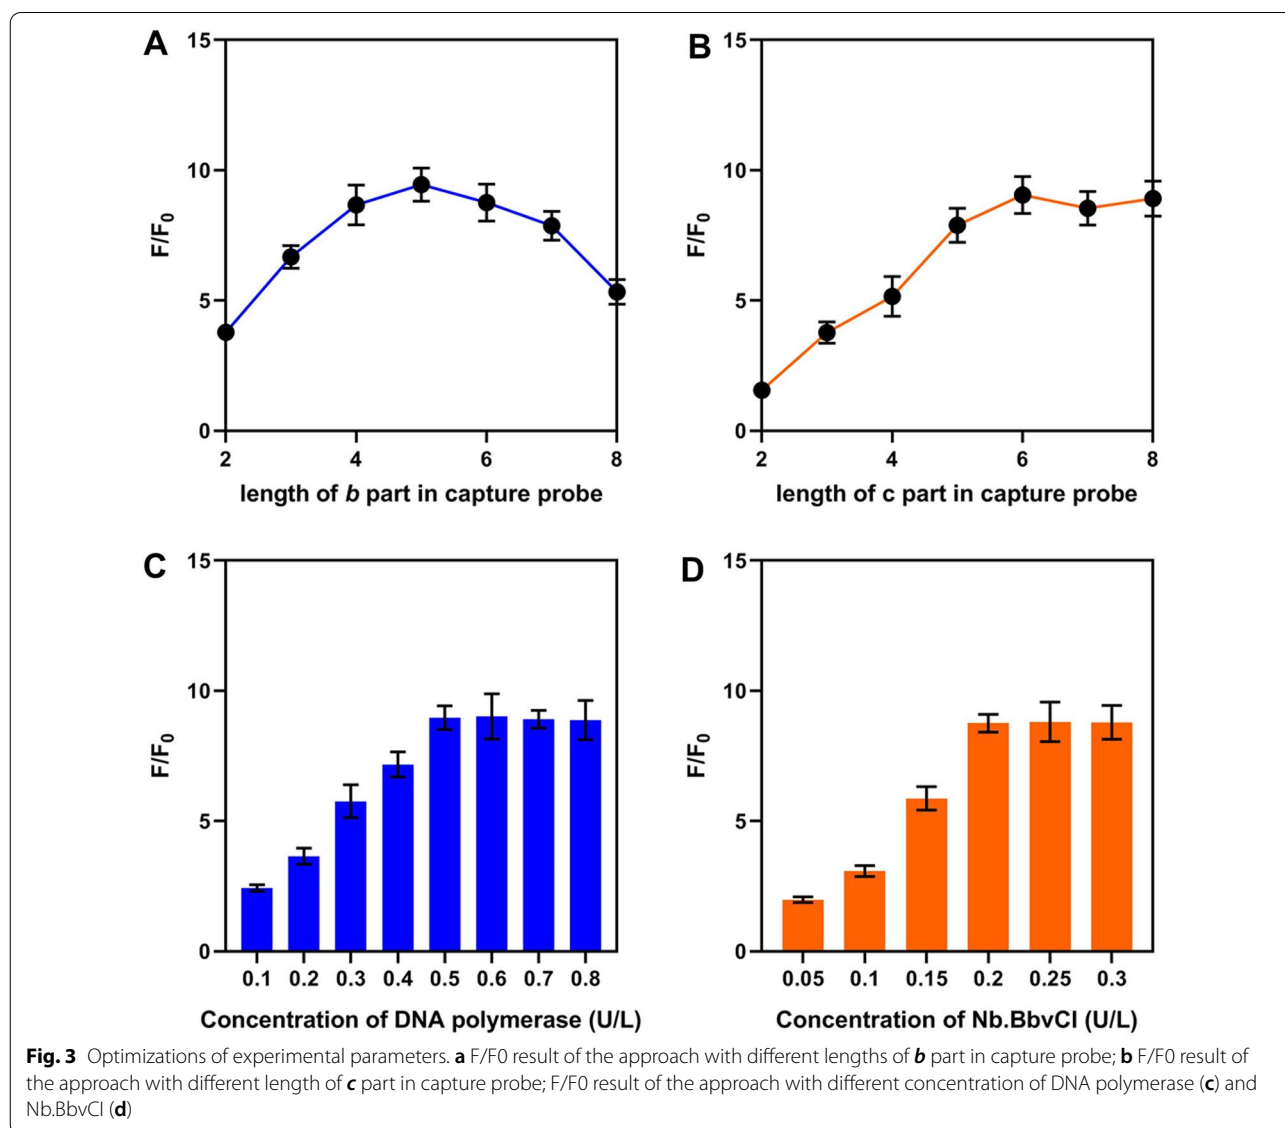 A
15
10
5
0
F/F0
2
4
6
8
length of b part in capture probe
B
15
10
5
0
F/F0
2
4
6
8
length of c part in capture probe
C
15
10
5
0
F/F0
0.1 0.2 0.3 0.4 0.5 0.6 0.7 0.8
Concentration of DNA polymerase (U/L)
D
15
10
5
0
F/F0
0.05 0.1 0.15 0.2 0.25 0.3
Concentration of Nb.BbvCl (U/L)
Fig. 3 Optimizations of experimental parameters. a F/F0 result of the approach with different lengths of b part in capture probe; b F/F0 result of
the approach with different length of c part in capture probe; F/F0 result of the approach with different concentration of DNA polymerase (c) and
Nb.BbvCl (d)